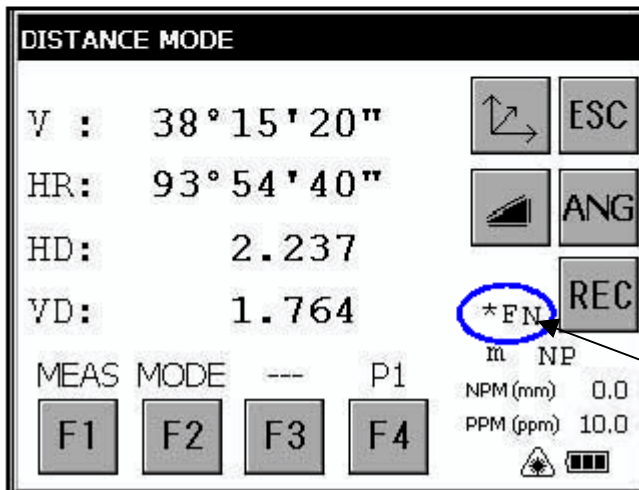 DISTANCE MODE
V : 38°15'20"
HR: 93°54'40"
HD: 2.237
VD: 1.764
ESC
ANG
REC
*FN
m NP
NPM (mm) 0.0
PPM (ppm) 10.0
MEAS MODE --- P1
F1 F2 F3 F4